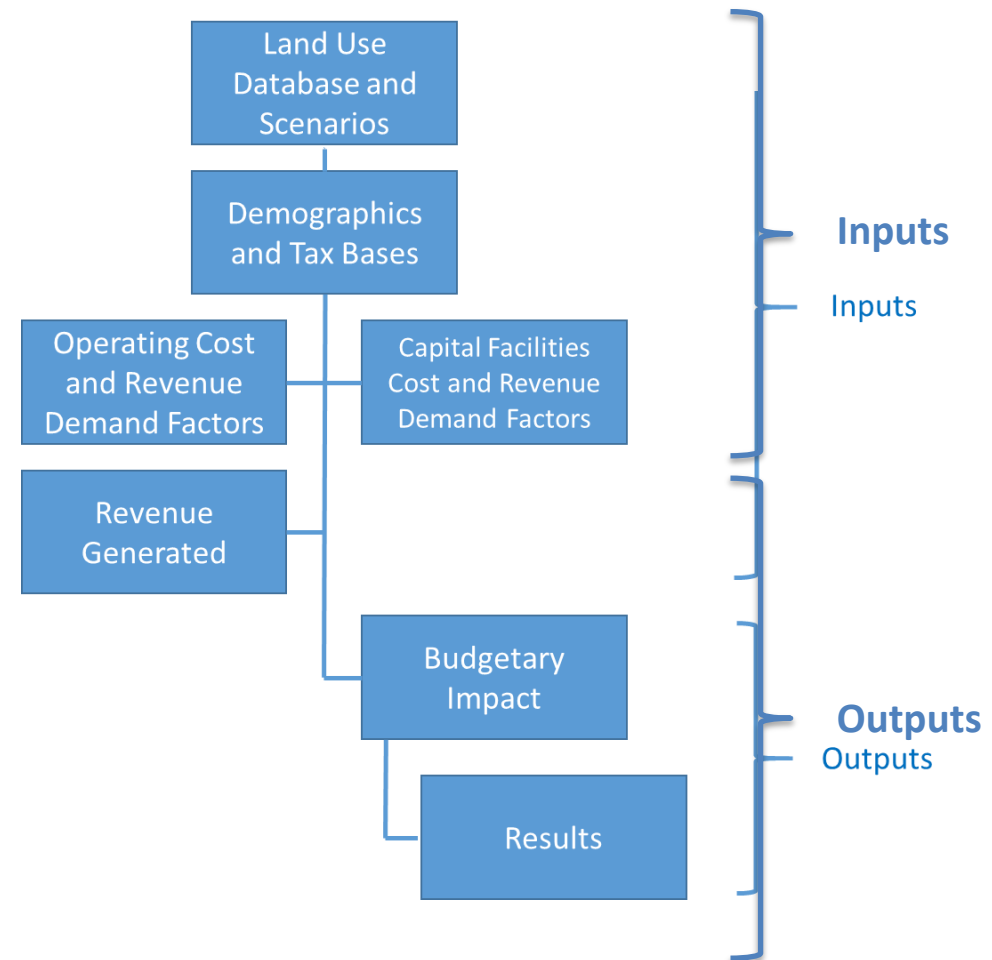 Land Use
Database and
Scenarios
Demographics
and Tax Bases
Inputs
Inputs
Operating Cost
and Revenue
Demand Factors
Capital Facilities
Cost and Revenue
Demand Factors
Revenue
Generated
Budgetary
Impact
Outputs
Outputs
Results